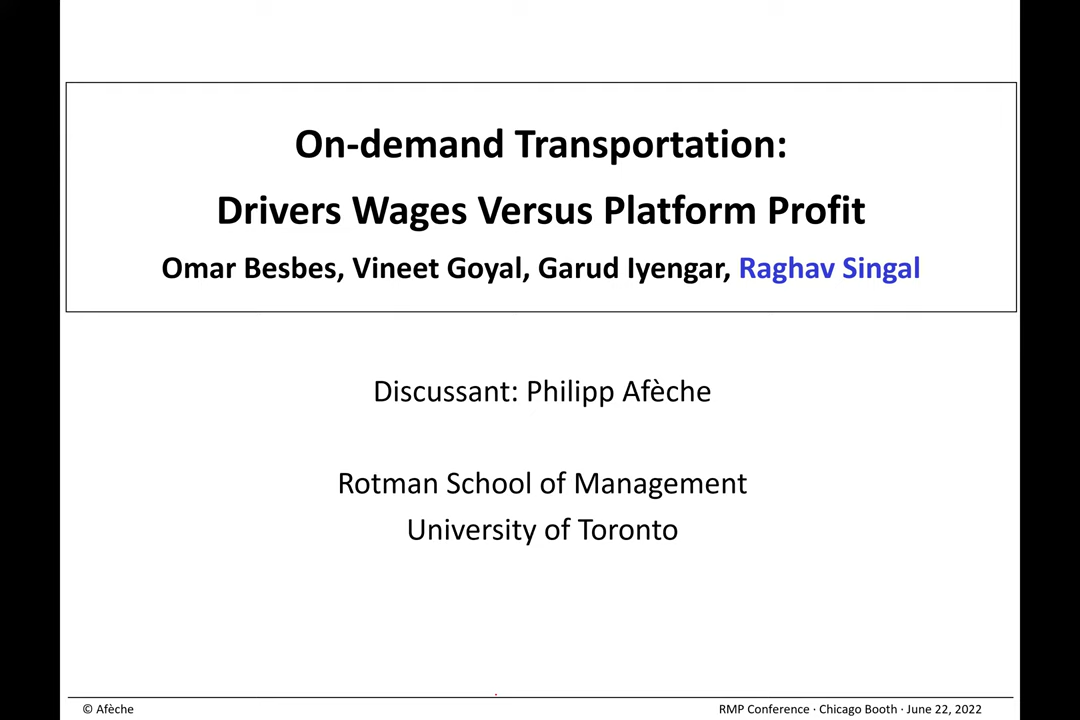 On-demand Transportation:
Drivers Wages Versus Platform Profit
Omar Besbes, Vineet Goyal, Garud Iyengar, Raghav Singal
Discussant: Philipp Afèche
Rotman School of Management
University of Toronto
© Afèche
RMP Conference · Chicago Booth · June 22, 2022